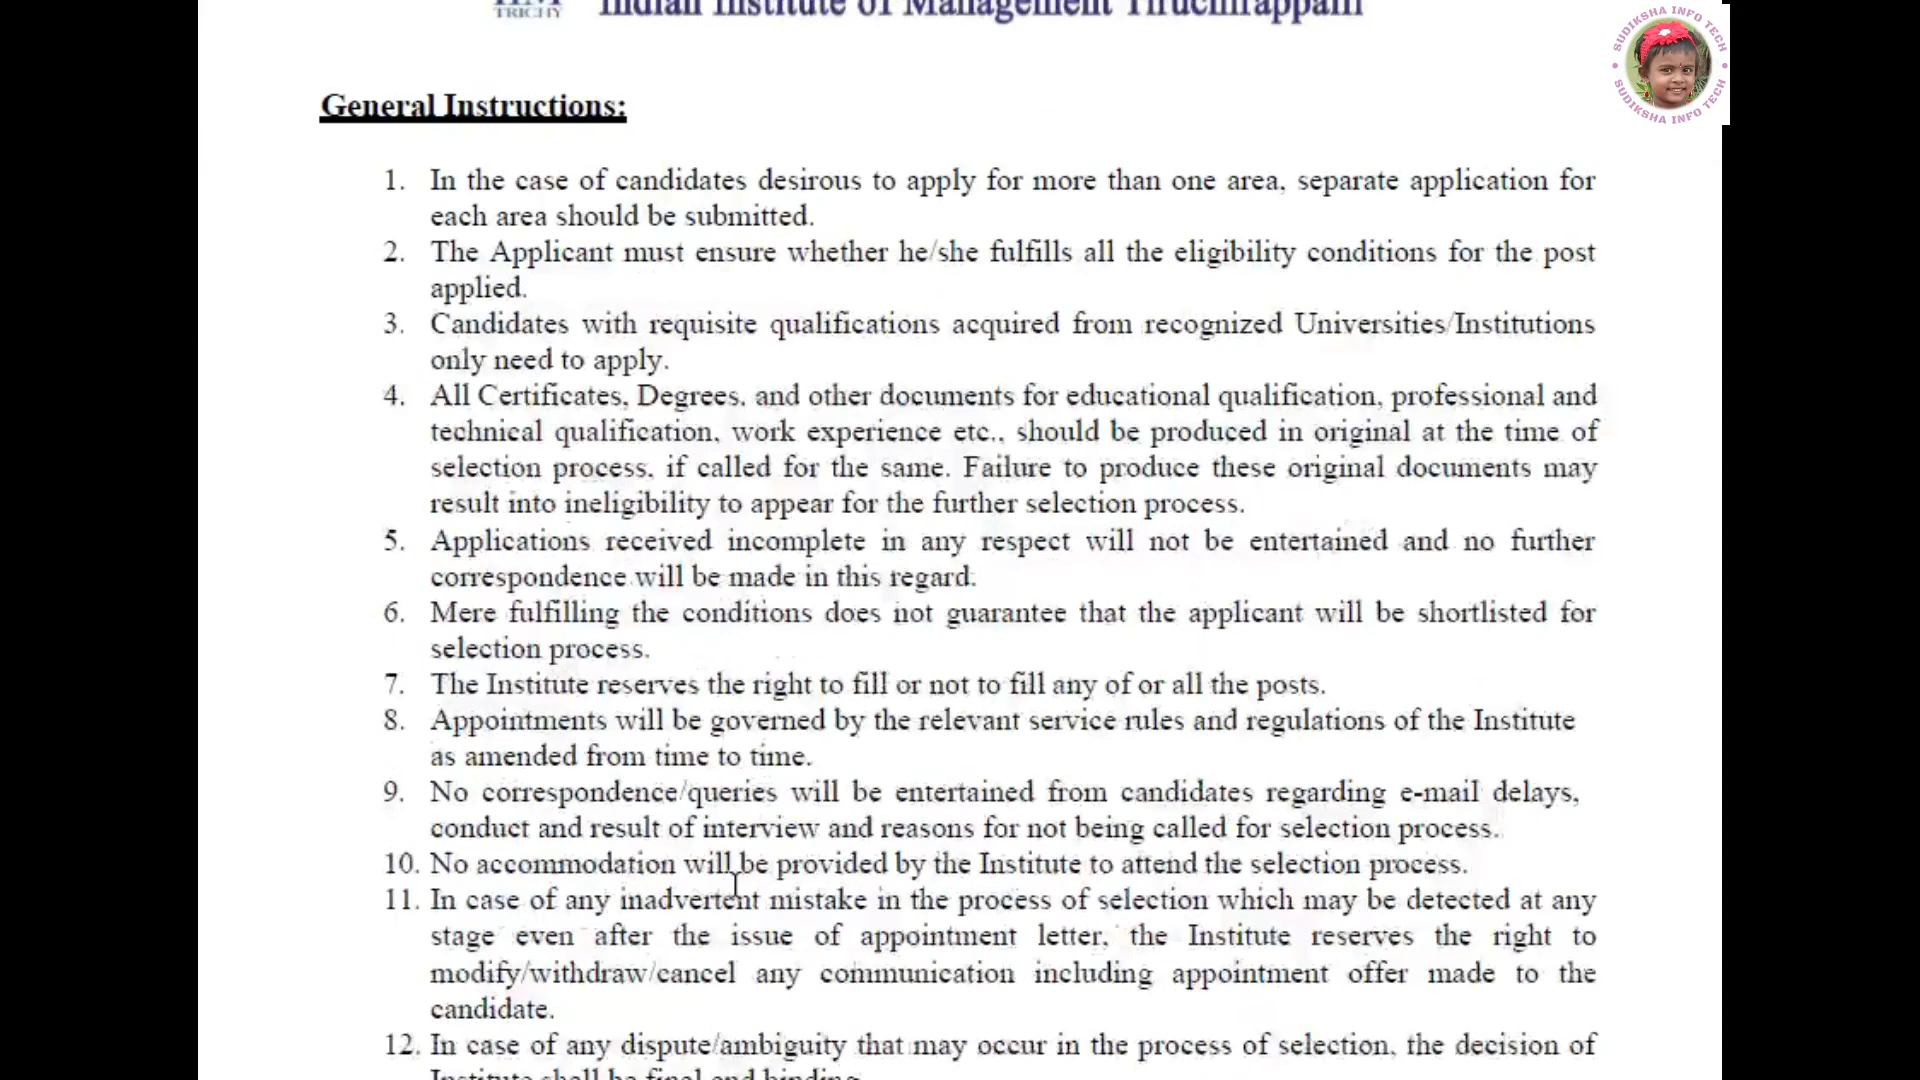 TRICHY
Indian Institute of Management Tiruchirappalli
SUDIKSHA INFO TECH
SUDIKSHA INFO TECH
General Instructions:
1. In the case of candidates desirous to apply for more than one area, separate application for
each area should be submitted.
2. The Applicant must ensure whether he/she fulfills all the eligibility conditions for the post
applied.
3. Candidates with requisite qualifications acquired from recognized Universities/Institutions
only need to apply.
4. All Certificates, Degrees, and other documents for educational qualification, professional and
technical qualification, work experience etc., should be produced in original at the time of
selection process, if called for the same. Failure to produce these original documents may
result into ineligibility to appear for the further selection process.
5. Applications received incomplete in any respect will not be entertained and no further
correspondence will be made in this regard.
6. Mere fulfilling the conditions does not guarantee that the applicant will be shortlisted for
selection process.
7. The Institute reserves the right to fill or not to fill any of or all the posts.
8. Appointments will be governed by the relevant service rules and regulations of the Institute
as amended from time to time.
9. No correspondence/queries will be entertained from candidates regarding e-mail delays,
conduct and result of interview and reasons for not being called for selection process.
10. No accommodation will be provided by the Institute to attend the selection process.
11. In case of any inadvertent mistake in the process of selection which may be detected at any
stage even after the issue of appointment letter, the Institute reserves the right to
modify/withdraw/cancel any communication including appointment offer made to the
candidate.
12. In case of any dispute/ambiguity that may occur in the process of selection, the decision of
Institute shall be final and binding.